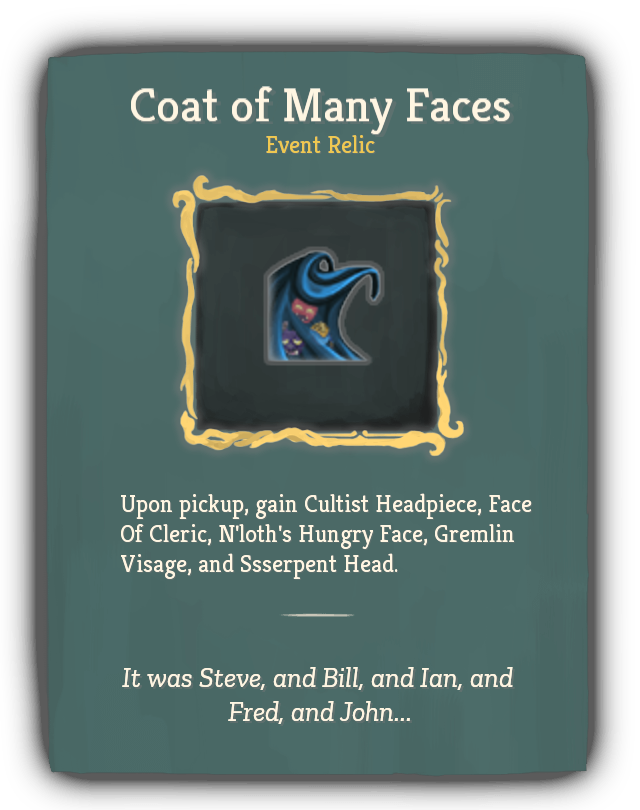 Coat of Many Faces
Event Relic
Upon pickup, gain Cultist Headpiece, Face
Of Cleric, N'loth's Hungry Face, Gremlin
Visage, and Ssserpent Head.
It was Steve, and Bill, and Ian, and
Fred, and John...